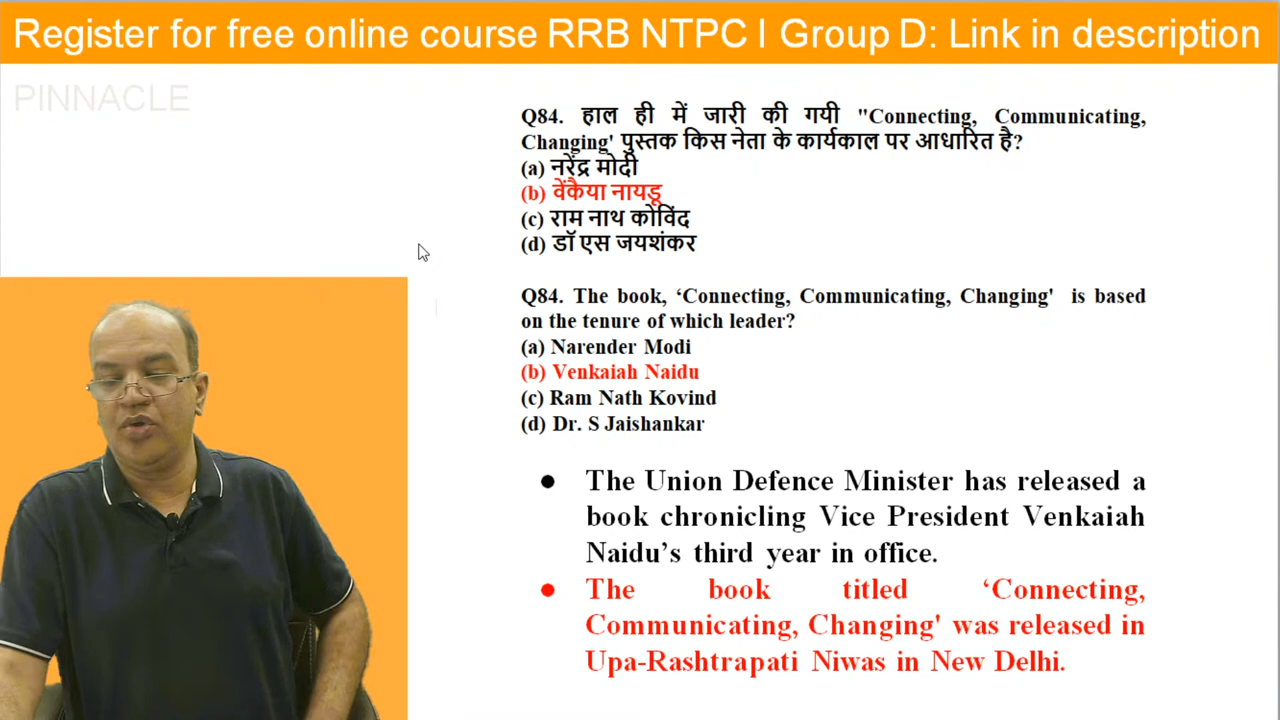 Register for free online course RRB NTPC I Group D: Link in description
PINNACLE
Q84. हाल ही में जारी की गयी "Connecting, Communicating,
Changing' पुस्तक किस नेता के कार्यकाल पर आधारित है?
(a) नरेंद्र मोदी
(b) वेंकैया नायडू
(c) राम नाथ कोविंद
(d) डॉ एस जयशंकर
Q84. The book, ‘Connecting, Communicating, Changing' is based
on the tenure of which leader?
(a) Narender Modi
(b) Venkaiah Naidu
(c) Ram Nath Kovind
(d) Dr. S Jaishankar
● The Union Defence Minister has released a
book chronicling Vice President Venkaiah
Naidu’s third year in office.
● The book titled ‘Connecting,
Communicating, Changing' was released in
Upa-Rashtrapati Niwas in New Delhi.